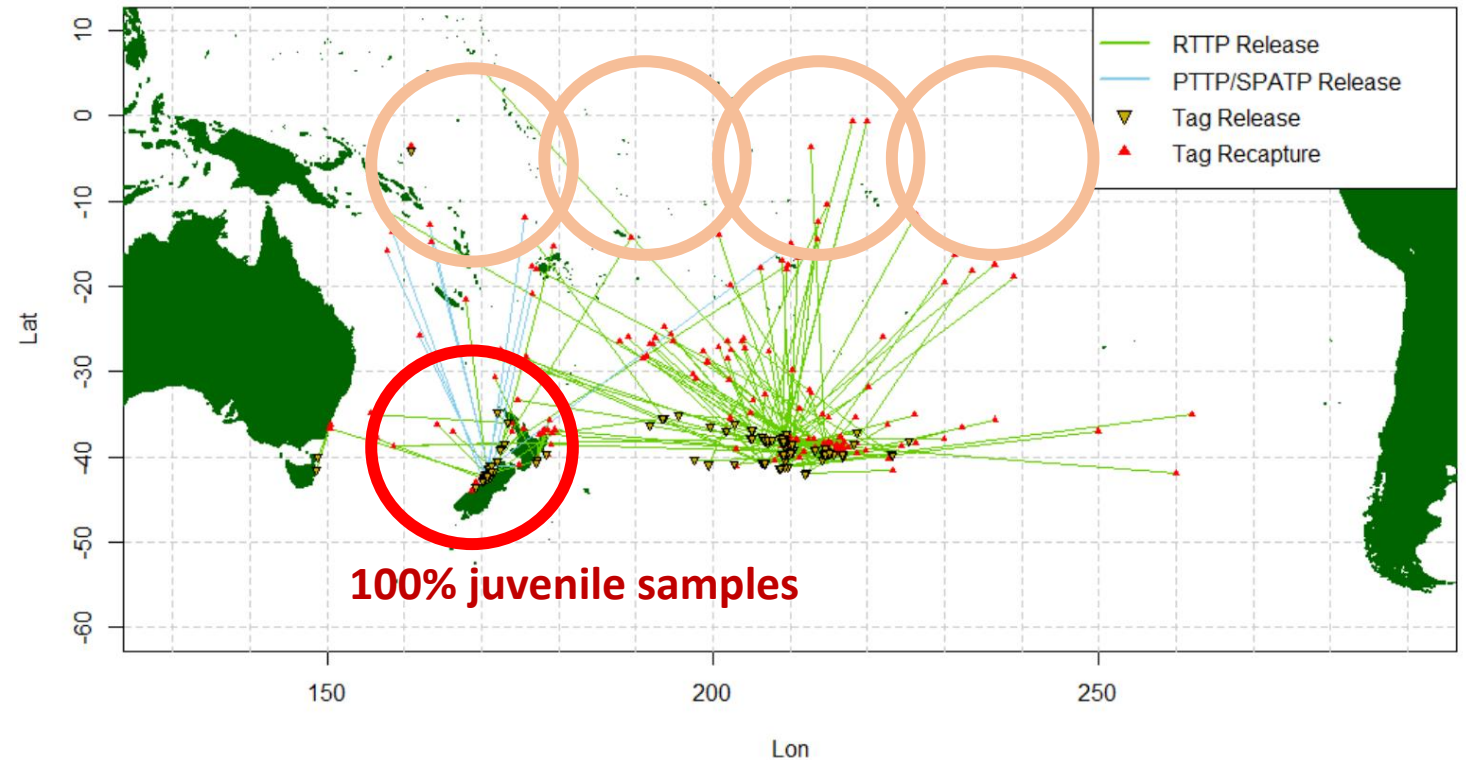 RTTP Release
PTTP/SPATP Release
Tag Release
Tag Recapture
10
0
-10
-20
-30
-40
-50
-60
Lat
100% juvenile samples
150
200
250
Lon